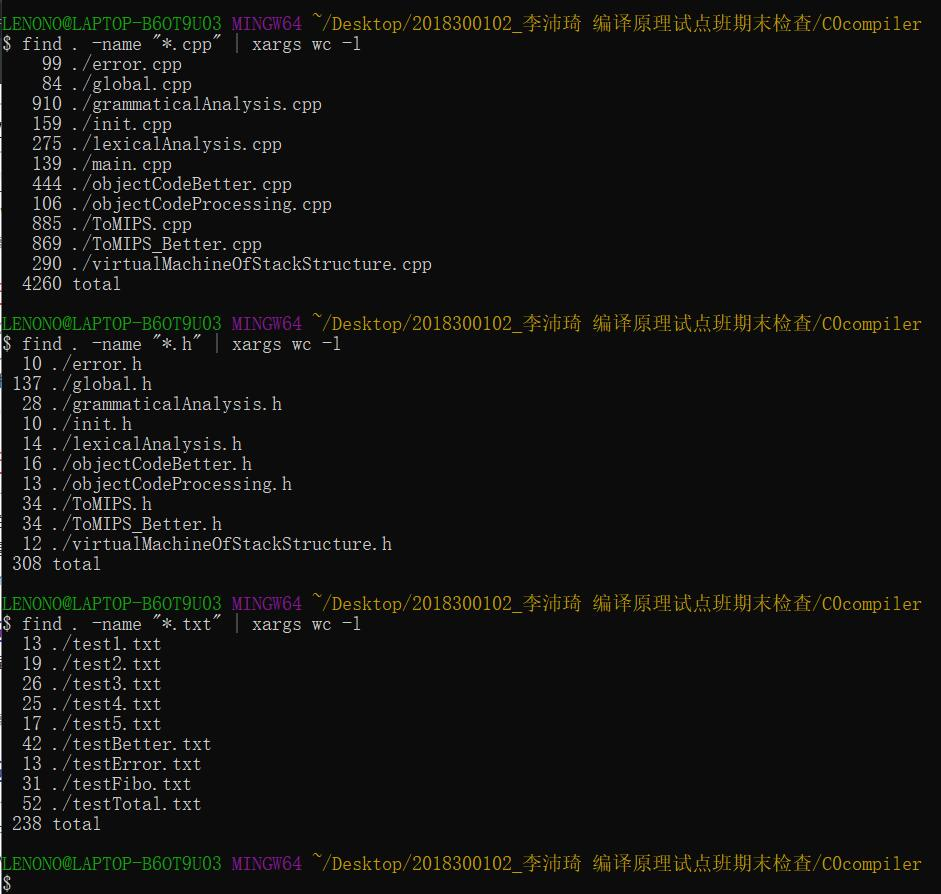 LENONO@LAPTOP-B6OT9U03 MINGW64 ~/Desktop/2018300102_李沛琦 编译原理试点班期末检查/C0compiler
$ find . -name "*.cpp" | xargs wc -l
99 ./error.cpp
84 ./global.cpp
910 ./grammaticalAnalysis.cpp
159 ./init.cpp
275 ./lexicalAnalysis.cpp
139 ./main.cpp
444 ./objectCodeBetter.cpp
106 ./objectCodeProcessing.cpp
885 ./ToMIPS.cpp
869 ./ToMIPS_Better.cpp
290 ./virtualMachineOfStackStructure.cpp
4260 total
LENONO@LAPTOP-B6OT9U03 MINGW64 ~/Desktop/2018300102_李沛琦 编译原理试点班期末检查/C0compiler
$ find . -name "*.h" | xargs wc -l
10 ./error.h
137 ./global.h
28 ./grammaticalAnalysis.h
10 ./init.h
14 ./lexicalAnalysis.h
16 ./objectCodeBetter.h
13 ./objectCodeProcessing.h
34 ./ToMIPS.h
34 ./ToMIPS_Better.h
12 ./virtualMachineOfStackStructure.h
308 total
LENONO@LAPTOP-B6OT9U03 MINGW64 ~/Desktop/2018300102_李沛琦 编译原理试点班期末检查/C0compiler
$ find . -name "*.txt" | xargs wc -l
13 ./test1.txt
19 ./test2.txt
26 ./test3.txt
25 ./test4.txt
17 ./test5.txt
42 ./testBetter.txt
13 ./testError.txt
31 ./testFibo.txt
52 ./testTotal.txt
238 total
LENONO@LAPTOP-B6OT9U03 MINGW64 ~/Desktop/2018300102_李沛琦 编译原理试点班期末检查/C0compiler
$